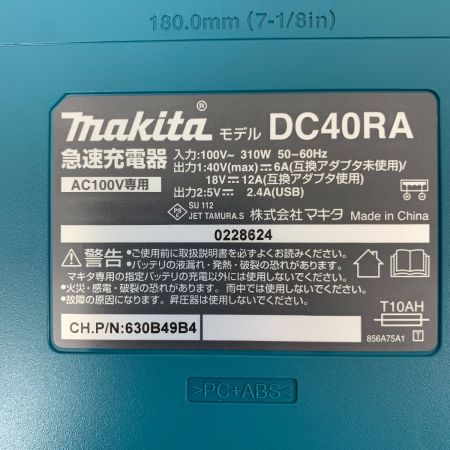 180.0mm (7-1/8in)
makita® モデル DC40RA
急速充電器
AC100V専用
入力:100V~ 310W 50-60Hz
出力1:40V(max)⎓6A(互換アダプタ未使用)/
18V⎓12A(互換アダプタ使用)
出力2:5V⎓ 2.4A(USB)
PS E SU 112
JET TAMURA.S 株式会社マキタ Made in China
0228624
⚠警告 •ご使用前に取扱説明書を必ずよくお読みください。
•バッテリの液漏れ・発熱・破裂の恐れがあります。
マキタ専用の指定バッテリの充電以外には使用しないでください。
•火災・感電・破裂の恐れがあります。雨中では使用しないでください。
•故障の原因になります。昇圧器は使用しないでください。
T10AH
CH.P/N:630B49B4
856A75A1 T
>PC+ABS<